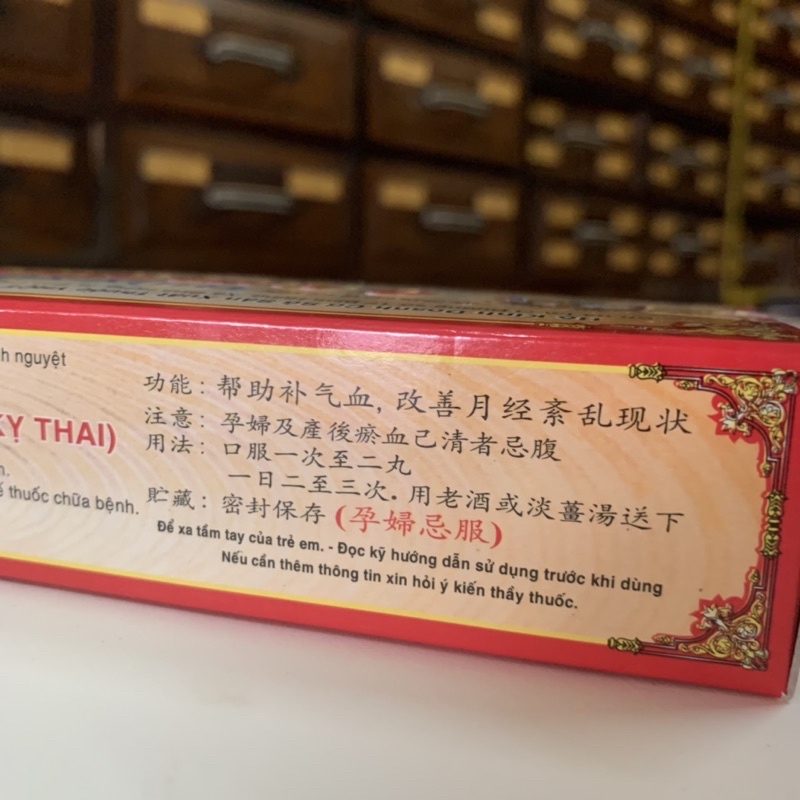 nh nguyệt
KỴ THAI)
thuốc chữa bệnh.
功能：帮助补气血，改善月经紊乱现状
注意：孕婦及產後瘀血己清者忌腹
用法：口服一次至二丸
一日二至三次．用老酒或淡薑湯送下
貯藏：密封保存(孕婦忌服)
Để xa tầm tay của trẻ em. - Đọc kỹ hướng dẫn sử dụng trước khi dùng
Nếu cần thêm thông tin xin hỏi ý kiến thầy thuốc.